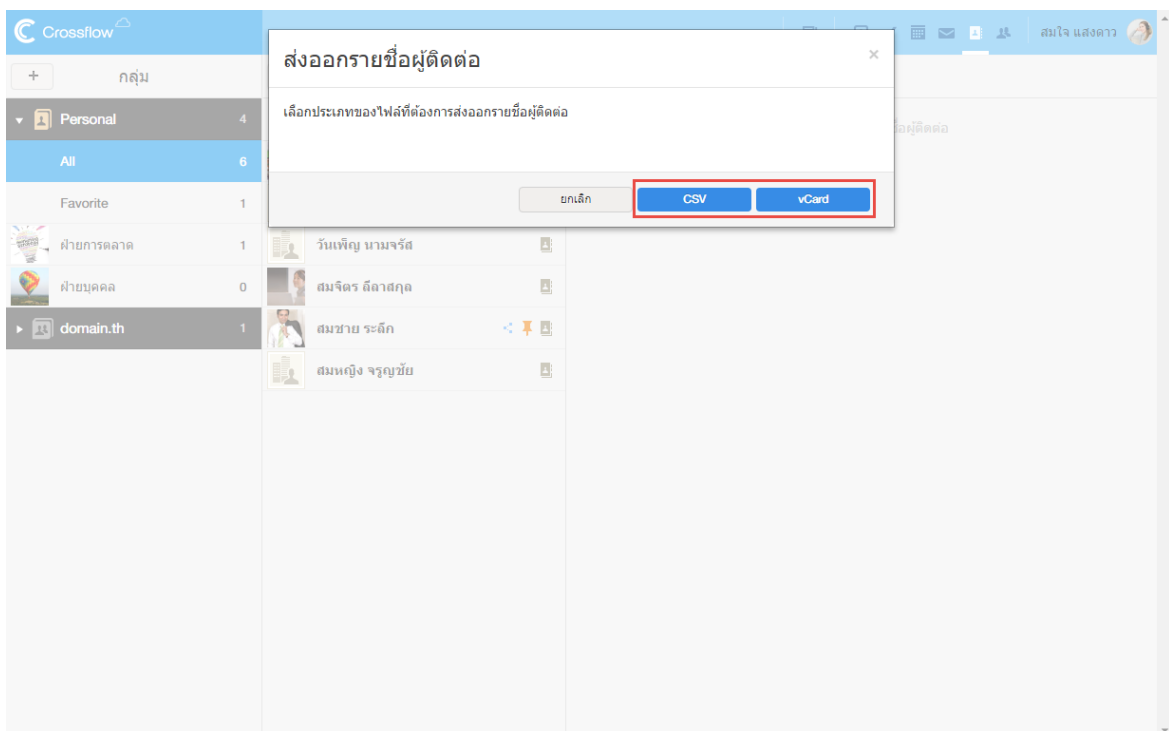 Crossflow
สมใจ แสงดาว
+ กลุ่ม
ส่งออกรายชื่อผู้ติดต่อ
×
เลือกประเภทของไฟล์ที่ต้องการส่งออกรายชื่อผู้ติดต่อ
ยกเลิก CSV vCard
Personal 4
All 6
Favorite 1
ฝ่ายการตลาด 1
ฝ่ายบุคคล 0
domain.th 1
วันเพ็ญ นามจรัส
สมจิตร ลีลาสกุล
สมชาย ระลึก
สมหญิง จรูญชัย